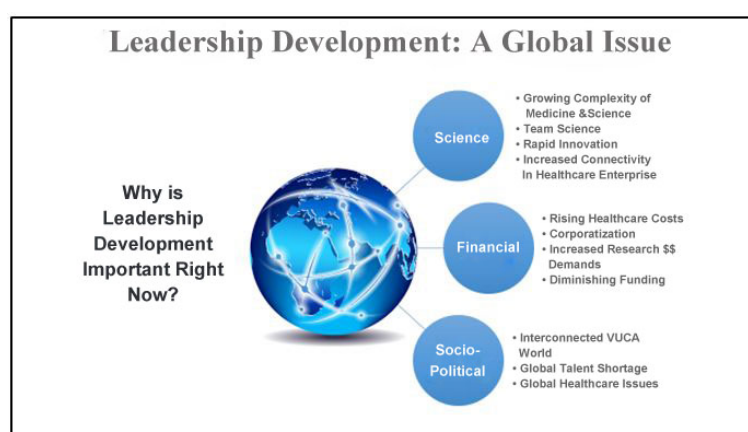 Leadership Development: A Global Issue
Why is
Leadership
Development
Important Right
Now?
Science
• Growing Complexity of
Medicine &Science
• Team Science
• Rapid Innovation
• Increased Connectivity
In Healthcare Enterprise
Financial
• Rising Healthcare Costs
• Corporatization
• Increased Research $$
Demands
• Diminishing Funding
Socio-
Political
• Interconnected VUCA
World
• Global Talent Shortage
• Global Healthcare Issues